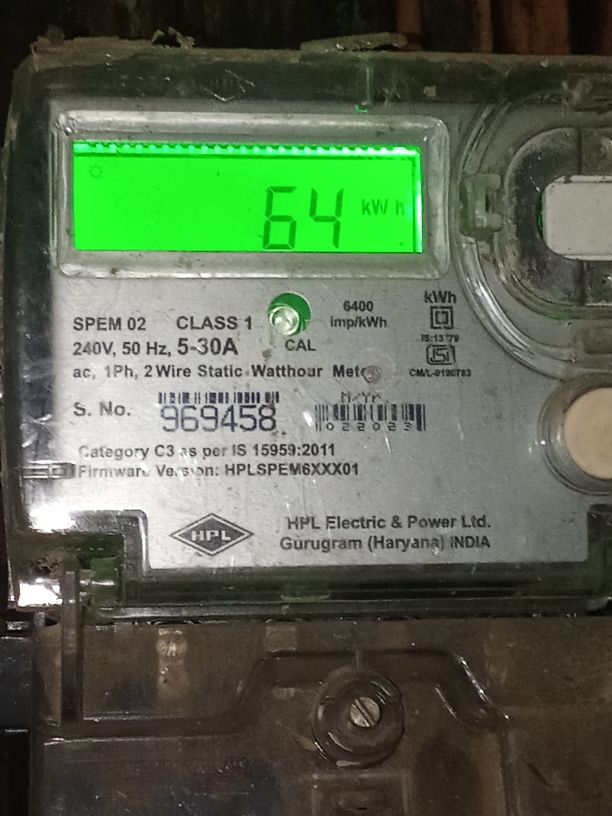 64 kWh
SPEM 02 CLASS 1
6400
imp/kWh
kWh
240V, 50 Hz, 5-30A
CAL
ac, 1Ph, 2 Wire Static Watthour
S. No. 969458
M/YR
022023
Category C3 as per IS 15959:2011
Firmware Version: HPLSPEM6XXX01
HPL
HPL Electric & Power Ltd.
Gurugram (Haryana) INDIA